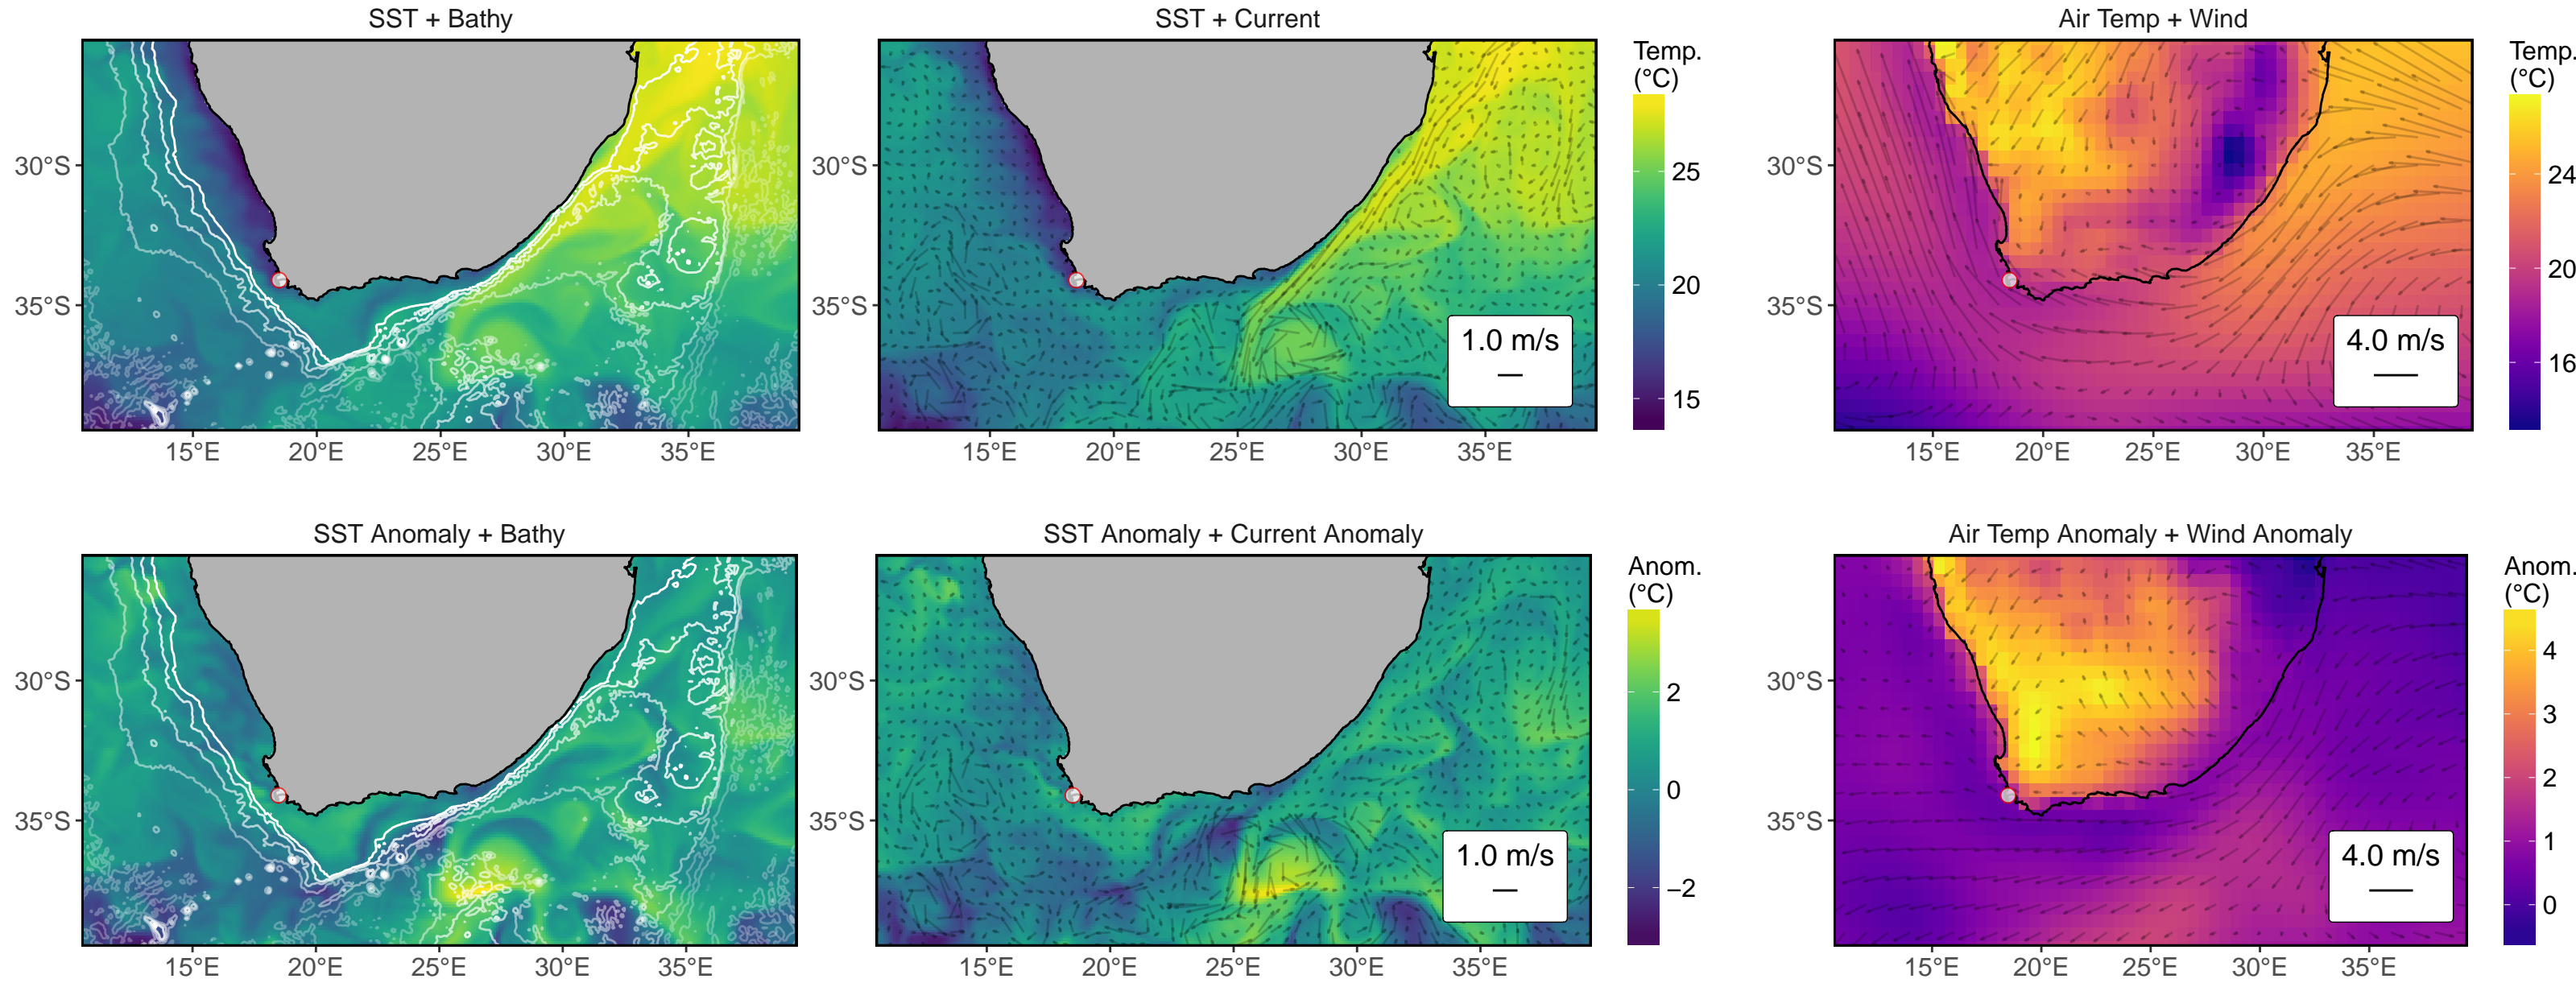 SST + Bathy
30°S
35°S
15°E 20°E 25°E 30°E 35°E
SST + Current
30°S
35°S
1.0 m/s
15°E 20°E 25°E 30°E 35°E
Temp.
(°C)
25
20
15
Air Temp + Wind
30°S
35°S
4.0 m/s
15°E 20°E 25°E 30°E 35°E
Temp.
(°C)
24
20
16
SST Anomaly + Bathy
30°S
35°S
15°E 20°E 25°E 30°E 35°E
SST Anomaly + Current Anomaly
30°S
35°S
1.0 m/s
15°E 20°E 25°E 30°E 35°E
Anom.
(°C)
2
0
−2
Air Temp Anomaly + Wind Anomaly
30°S
35°S
4.0 m/s
15°E 20°E 25°E 30°E 35°E
Anom.
(°C)
4
3
2
1
0